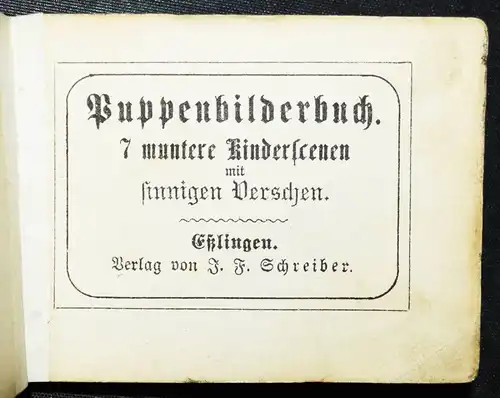 Puppenbilderbuch.
7 muntere Kinderſcenen
mit
ſinnigen Verschen.
Eßlingen.
Verlag von J. F. Schreiber.